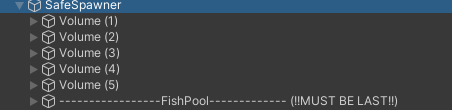 SafeSpawner
Volume (1)
Volume (2)
Volume (3)
Volume (4)
Volume (5)
-----------------FishPool------------- (!!MUST BE LAST!!)